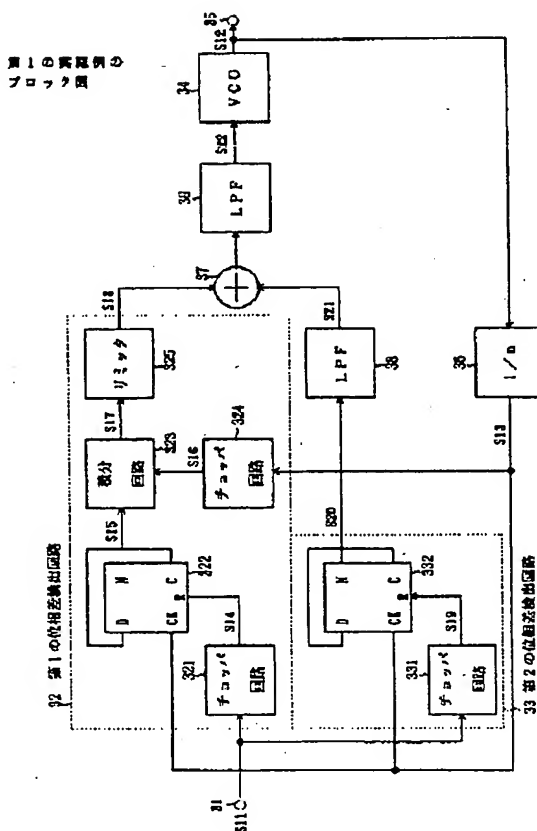 第1の実施例の
ブロック図
35
S12
34
VCO
S22
LPF
37
S18
S21
リミッタ
325
LPF
38
1/n
36
S17
S13
積分
回路
323
チョッパ
回路
324
S16
S15
S20
D N
CK R C
322
D N
CK R C
332
S14
S19
チョッパ
回路
321
チョッパ
回路
331
32 第1の位相差検出回路
33 第2の位相差検出回路
31
S11